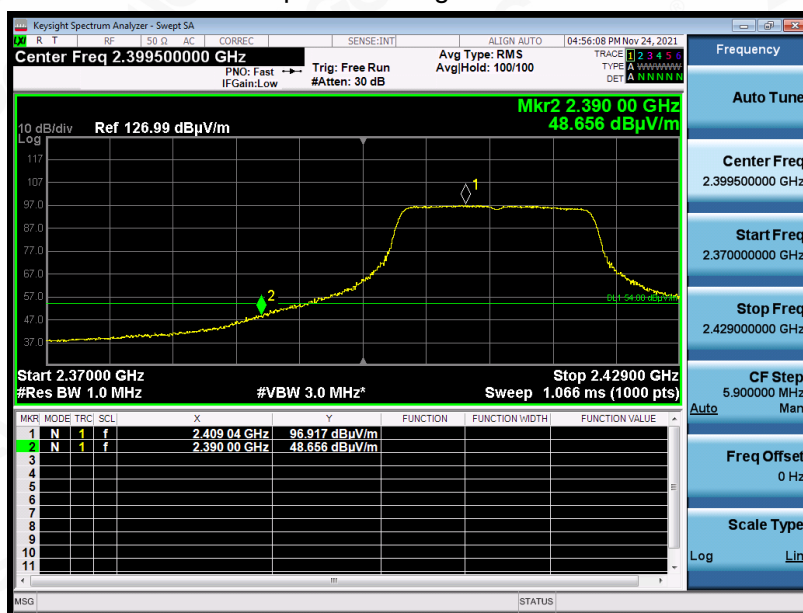 Keysight Spectrum Analyzer - Swept SA
LXI R T RF 50 Ω AC CORREC SENSE:INT ALIGN AUTO 04:56:08 PM Nov 24, 2021
Center Freq 2.399500000 GHz
PNO: Fast
IFGain:Low
Trig: Free Run
#Atten: 30 dB
Avg Type: RMS
Avg|Hold: 100/100
TRACE 1 2 3 4 5 6
TYPE A WWWWW
DET A N N N N N
Mkr2 2.390 00 GHz
48.656 dBµV/m
10 dB/div Ref 126.99 dBµV/m
Log
117
107
97.0
87.0
77.0
67.0
57.0
47.0
37.0
1
2
DL1 54.00 dBµV/m
Start 2.37000 GHz Stop 2.42900 GHz
#Res BW 1.0 MHz #VBW 3.0 MHz* Sweep 1.066 ms (1000 pts)
MKR MODE TRC SCL X Y FUNCTION FUNCTION WIDTH FUNCTION VALUE
1 N 1 f 2.409 04 GHz 96.917 dBµV/m
2 N 1 f 2.390 00 GHz 48.656 dBµV/m
3
4
5
6
7
8
9
10
11
MSG STATUS
Frequency
Auto Tune
Center Freq
2.399500000 GHz
Start Freq
2.370000000 GHz
Stop Freq
2.429000000 GHz
CF Step
5.900000 MHz
Auto Man
Freq Offset
0 Hz
Scale Type
Log Lin